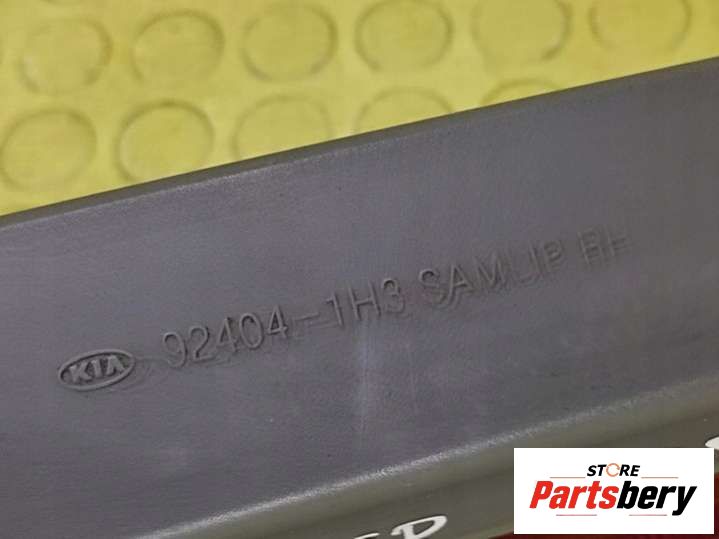 KIA 92404-1H3 SAMLIP RH
STORE
Partsbery